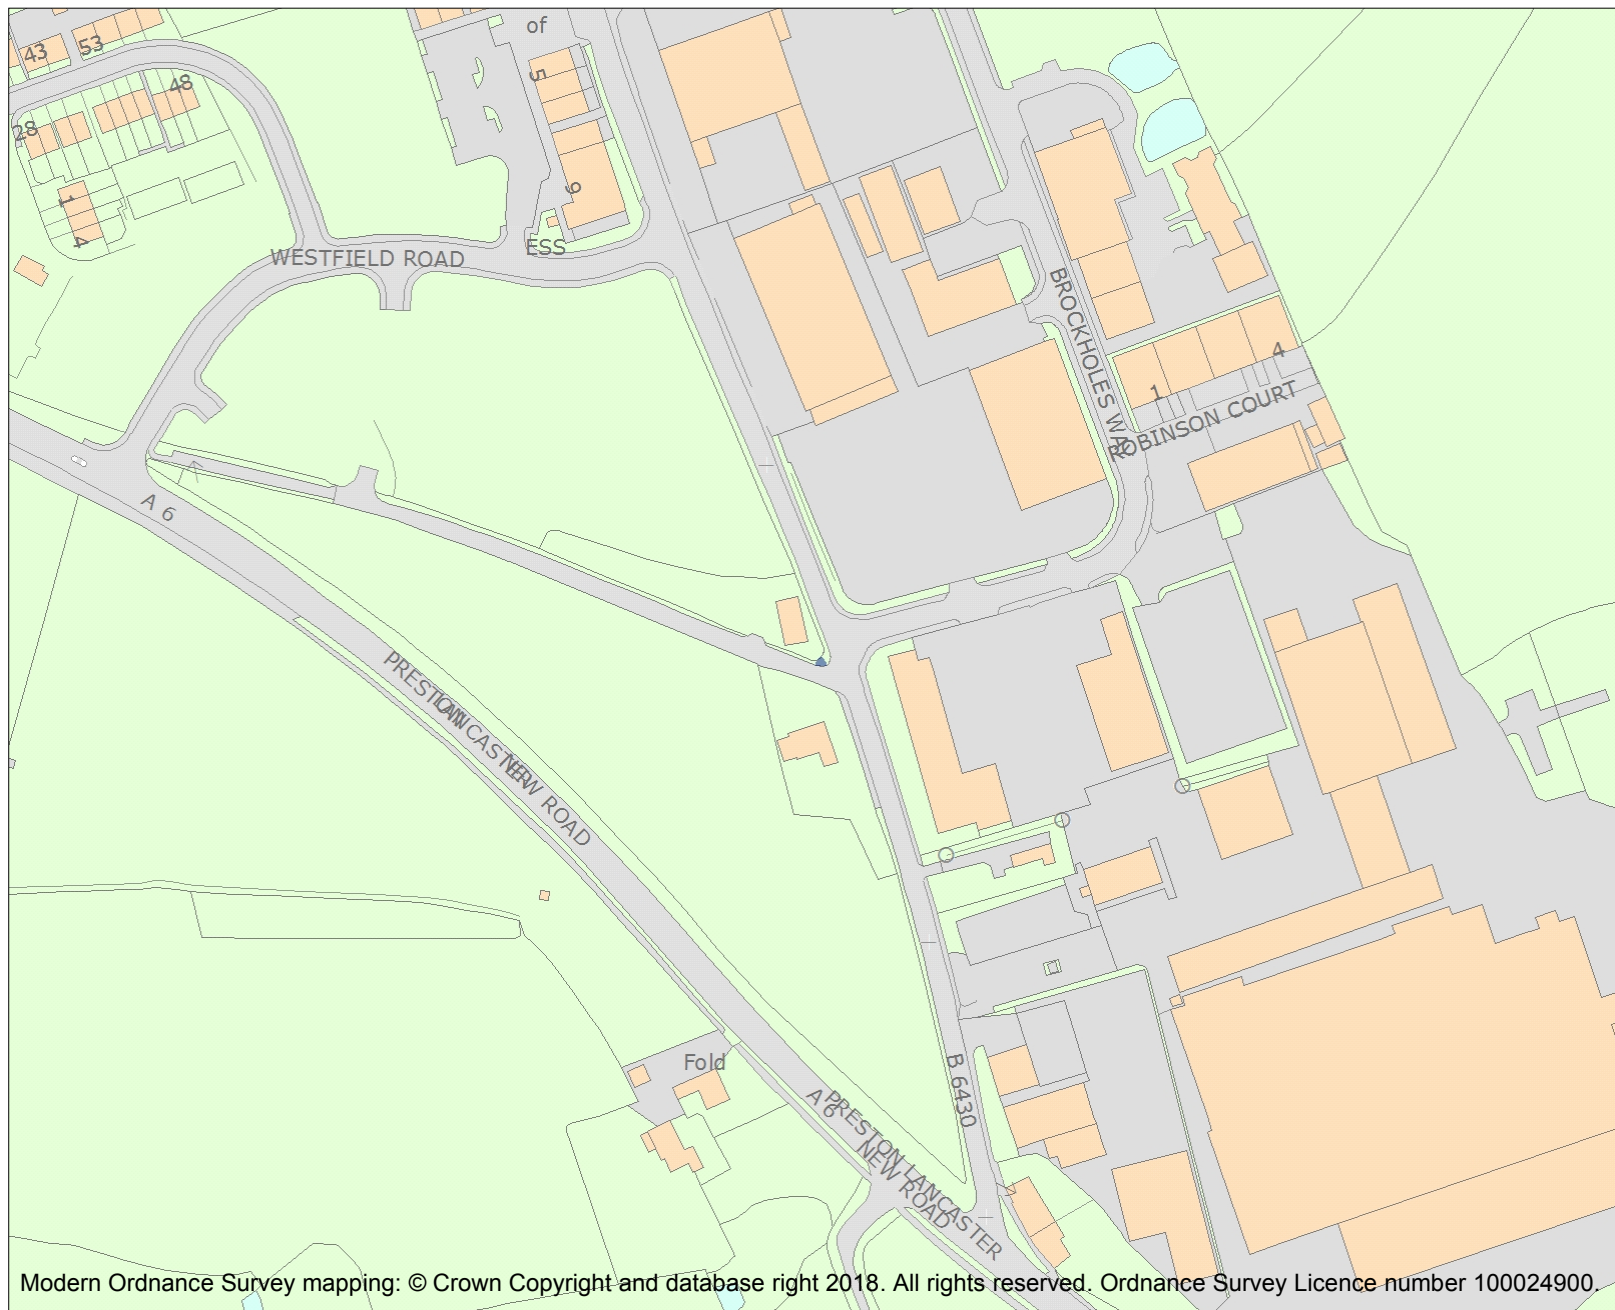 of
43
53
48
28
5
1
4
9
ESS
WESTFIELD ROAD
BROCKHOLES WAY
1
4
ROBINSON COURT
A 6
PRESTON LANCASTER
NEW ROAD
Fold
B 6430
A 6
PRESTON LANCASTER
NEW ROAD
Modern Ordnance Survey mapping: © Crown Copyright and database right 2018. All rights reserved. Ordnance Survey Licence number 100024900.